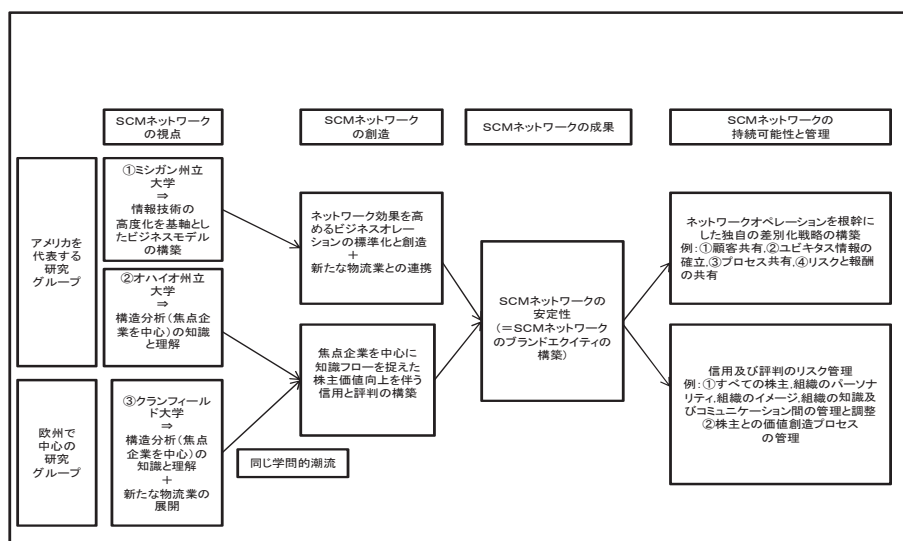 SCMネットワーク
の視点
SCMネットワーク
の創造
SCMネットワークの成果
SCMネットワークの
持続可能性と管理
アメリカを
代表する
研究
グループ
①ミシガン州立
大学
⇒
情報技術の
高度化を基軸とし
たビジネスモデル
の構築
②オハイオ州立
大学
⇒
構造分析(焦点
企業を中心)の知識
と理解
欧州で
中心の
研究
グループ
③クランフィール
ド大学
⇒
構造分析(焦点
企業を中心)の
知識と理解
+
新たな物流業の
展開
同じ学問的潮流
ネットワーク効果を高
めるビジネスオレー
ションの標準化と創造
+
新たな物流業との連携
焦点企業を中心に
知識フローを捉えた
株主価値向上を伴う
信用と評判の構築
SCMネットワークの
安定性
(=SCMネットワーク
のブランドエクイティの
構築)
ネットワークオペレーションを根幹に
した独自の差別化戦略の構築
例:①顧客共有,②ユビキタス情報の
確立,③プロセス共有,④リスクと報酬
の共有
信用及び評判のリスク管理
例:①すべての株主,組織のパーソナ
リティ,組織のイメージ,組織の知識及
びコミュニケーション間の管理と調整
②株主との価値創造プロセス
の管理